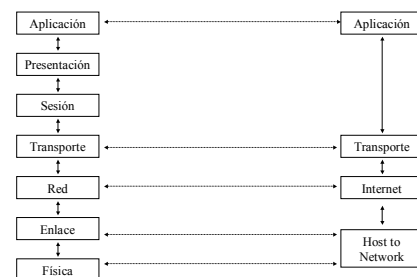 Aplicación
Aplicación
Presentación
Sesión
Transporte
Transporte
Red
Internet
Enlace
Host to
Network
Física